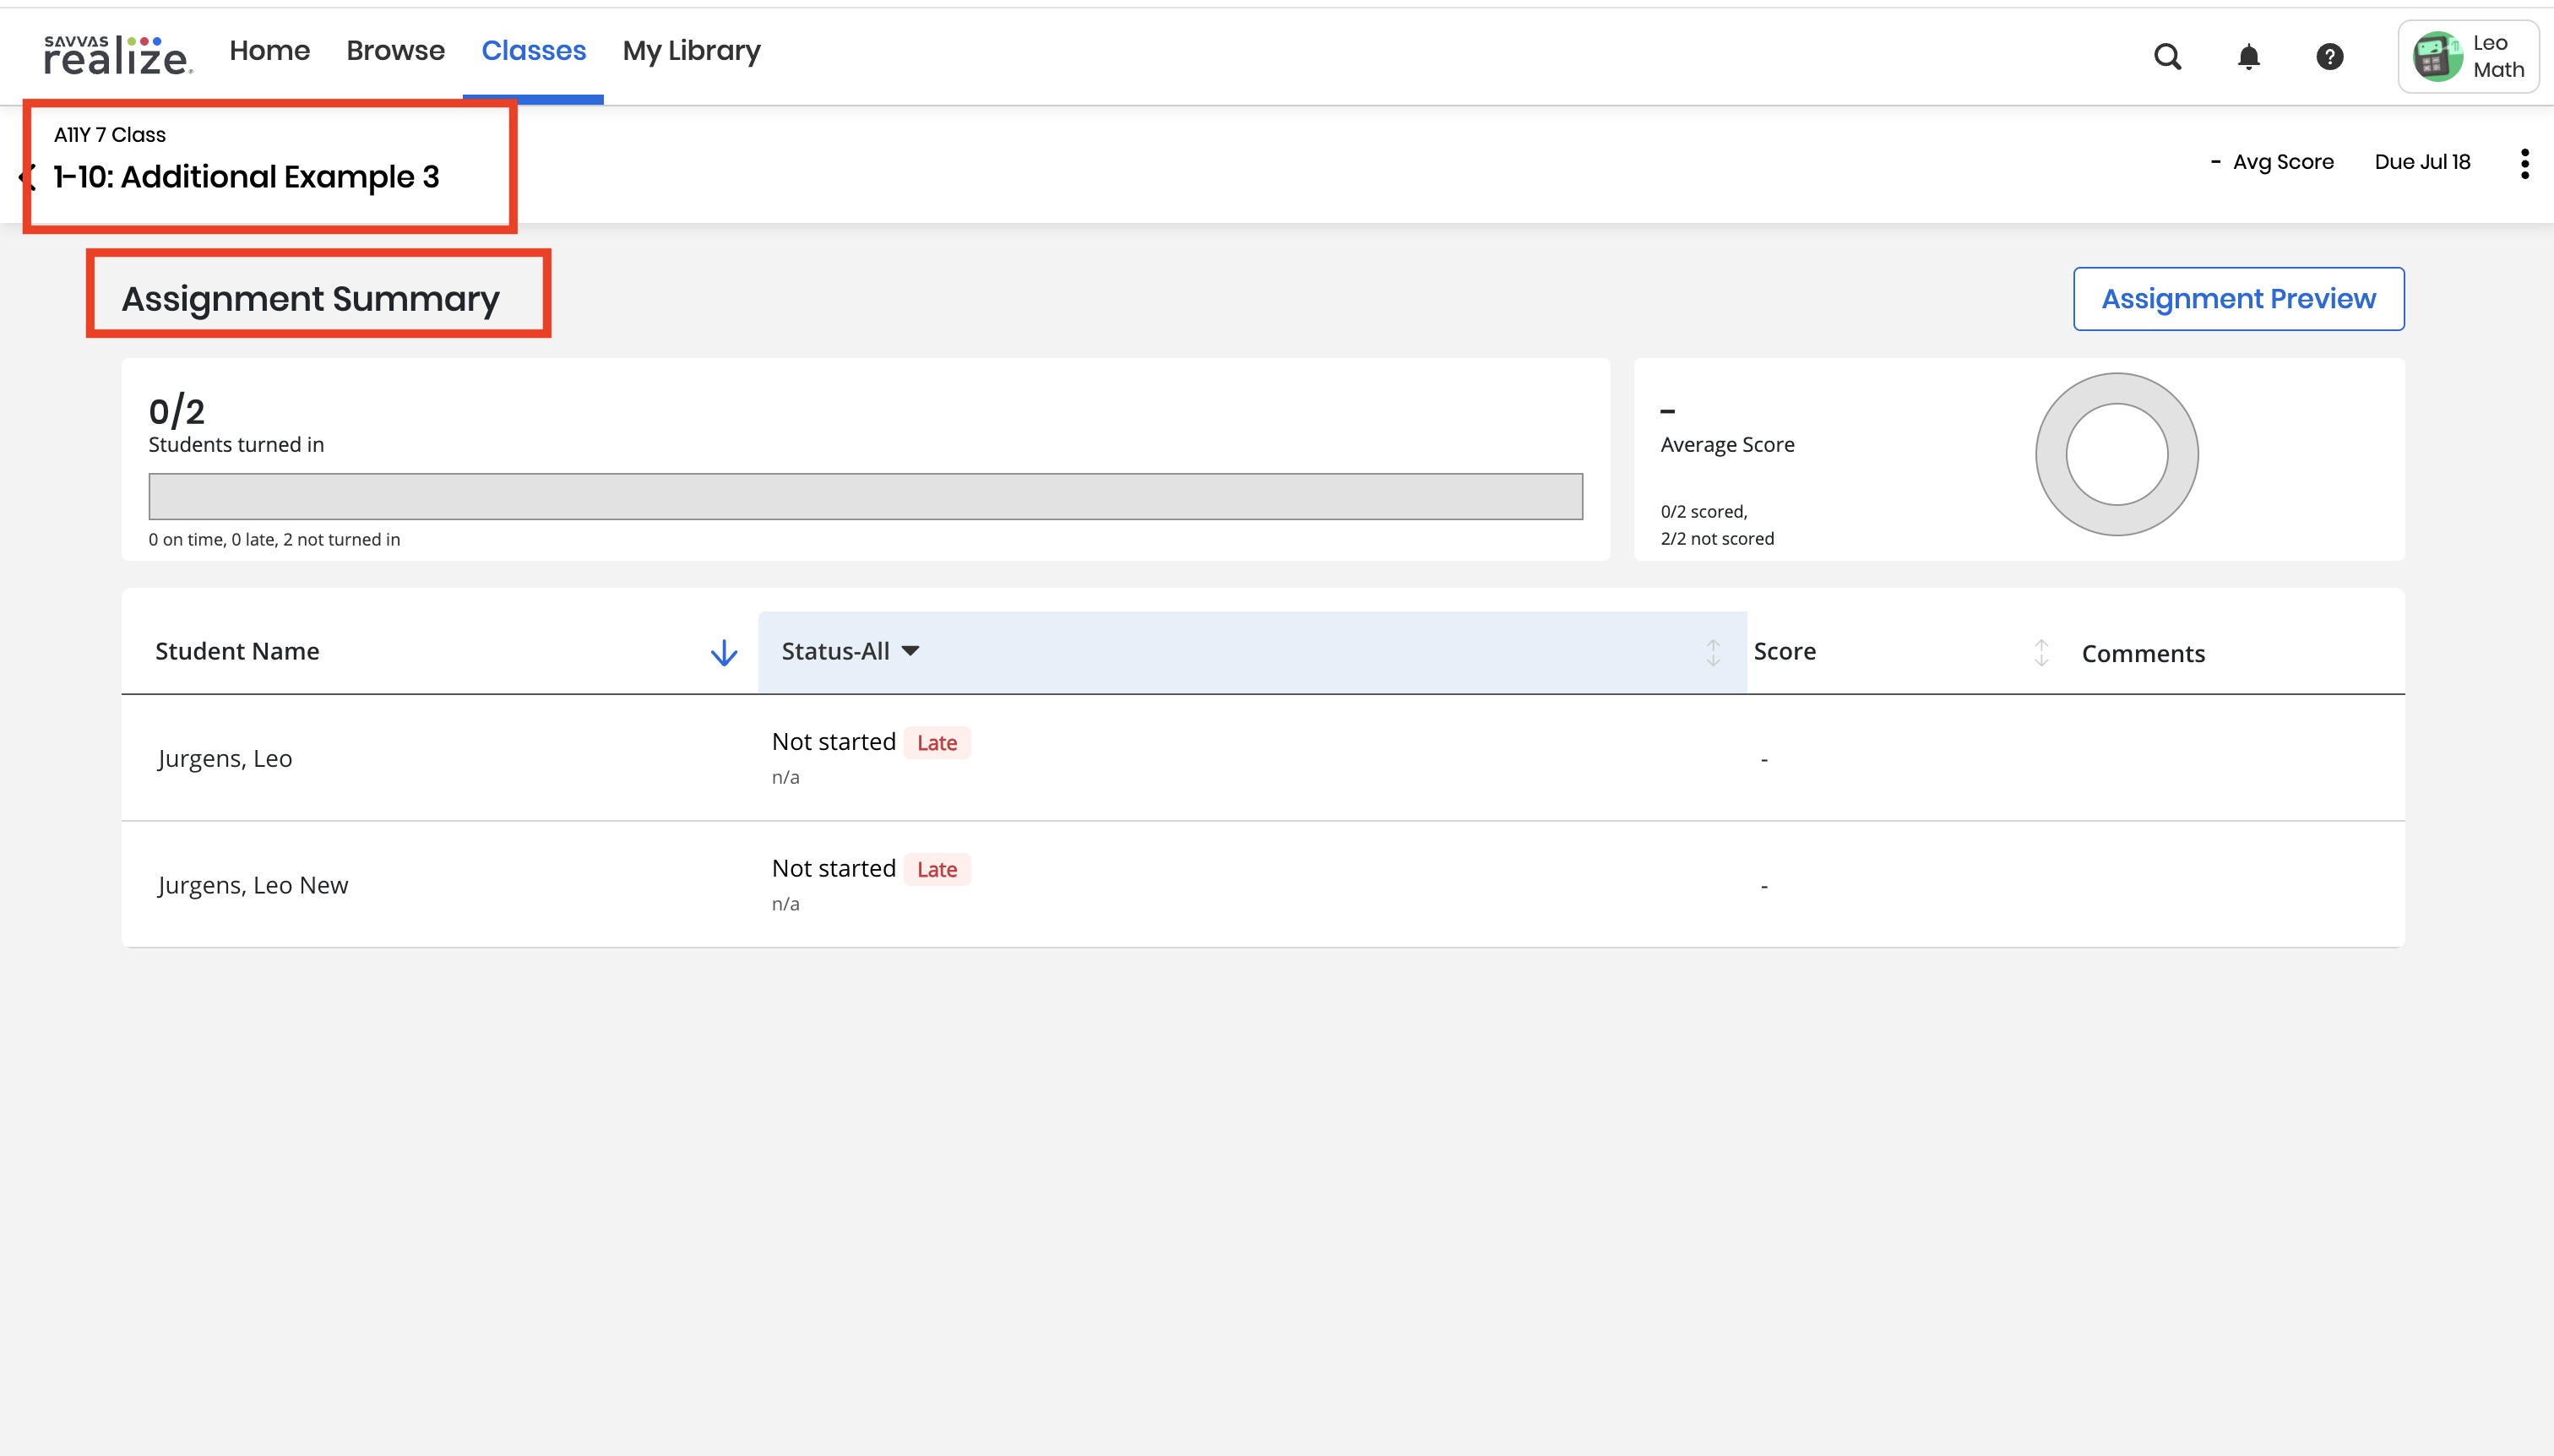 SAVVAS
realize.
Home Browse Classes My Library
Leo
Math
A11Y 7 Class
1-10: Additional Example 3
- Avg Score Due Jul 18
Assignment Summary
Assignment Preview
0/2
Students turned in
0 on time, 0 late, 2 not turned in
–
Average Score
0/2 scored,
2/2 not scored
Student Name Status-All Score Comments
Jurgens, Leo
Not started Late
n/a
-
Jurgens, Leo New
Not started Late
n/a
-